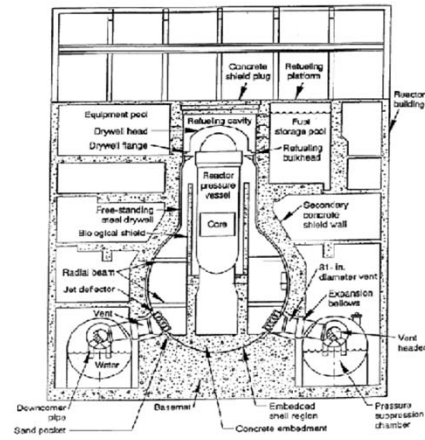 Concrete
shield plug
Refueling
platform
Reactor
building
Equipment pool
Refueling cavity
Fuel
storage pool
Drywell head
Drywell flange
Refueling
bulkhead
Reactor
pressure
vessel
Free-standing
steel drywell
Secondary
concrete
shield wall
Biological shield
Core
Radial beam
81- in.
diameter vent
Jet deflector
Expansion
bellows
Vent
Vent
header
Water
Downcomer
pipe
Sand pocket
Basemat
Concrete embedment
Embedded
shell region
Pressure
suppression
chamber